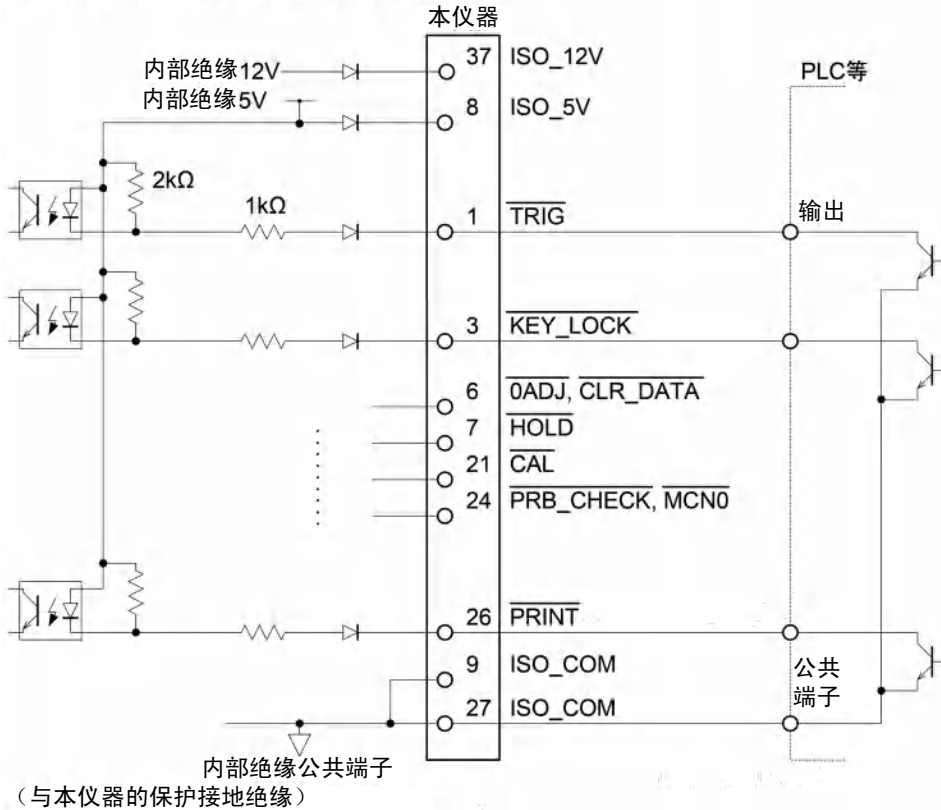 本仪器
内部绝缘12V
37 ISO_12V
PLC等
内部绝缘5V
8 ISO_5V
2kΩ
1kΩ
1 TRIG
输出
3 KEY_LOCK
6 0ADJ, CLR_DATA
7 HOLD
21 CAL
24 PRB_CHECK, MCN0
26 PRINT
9 ISO_COM
公共
端子
27 ISO_COM
内部绝缘公共端子
（与本仪器的保护接地绝缘）